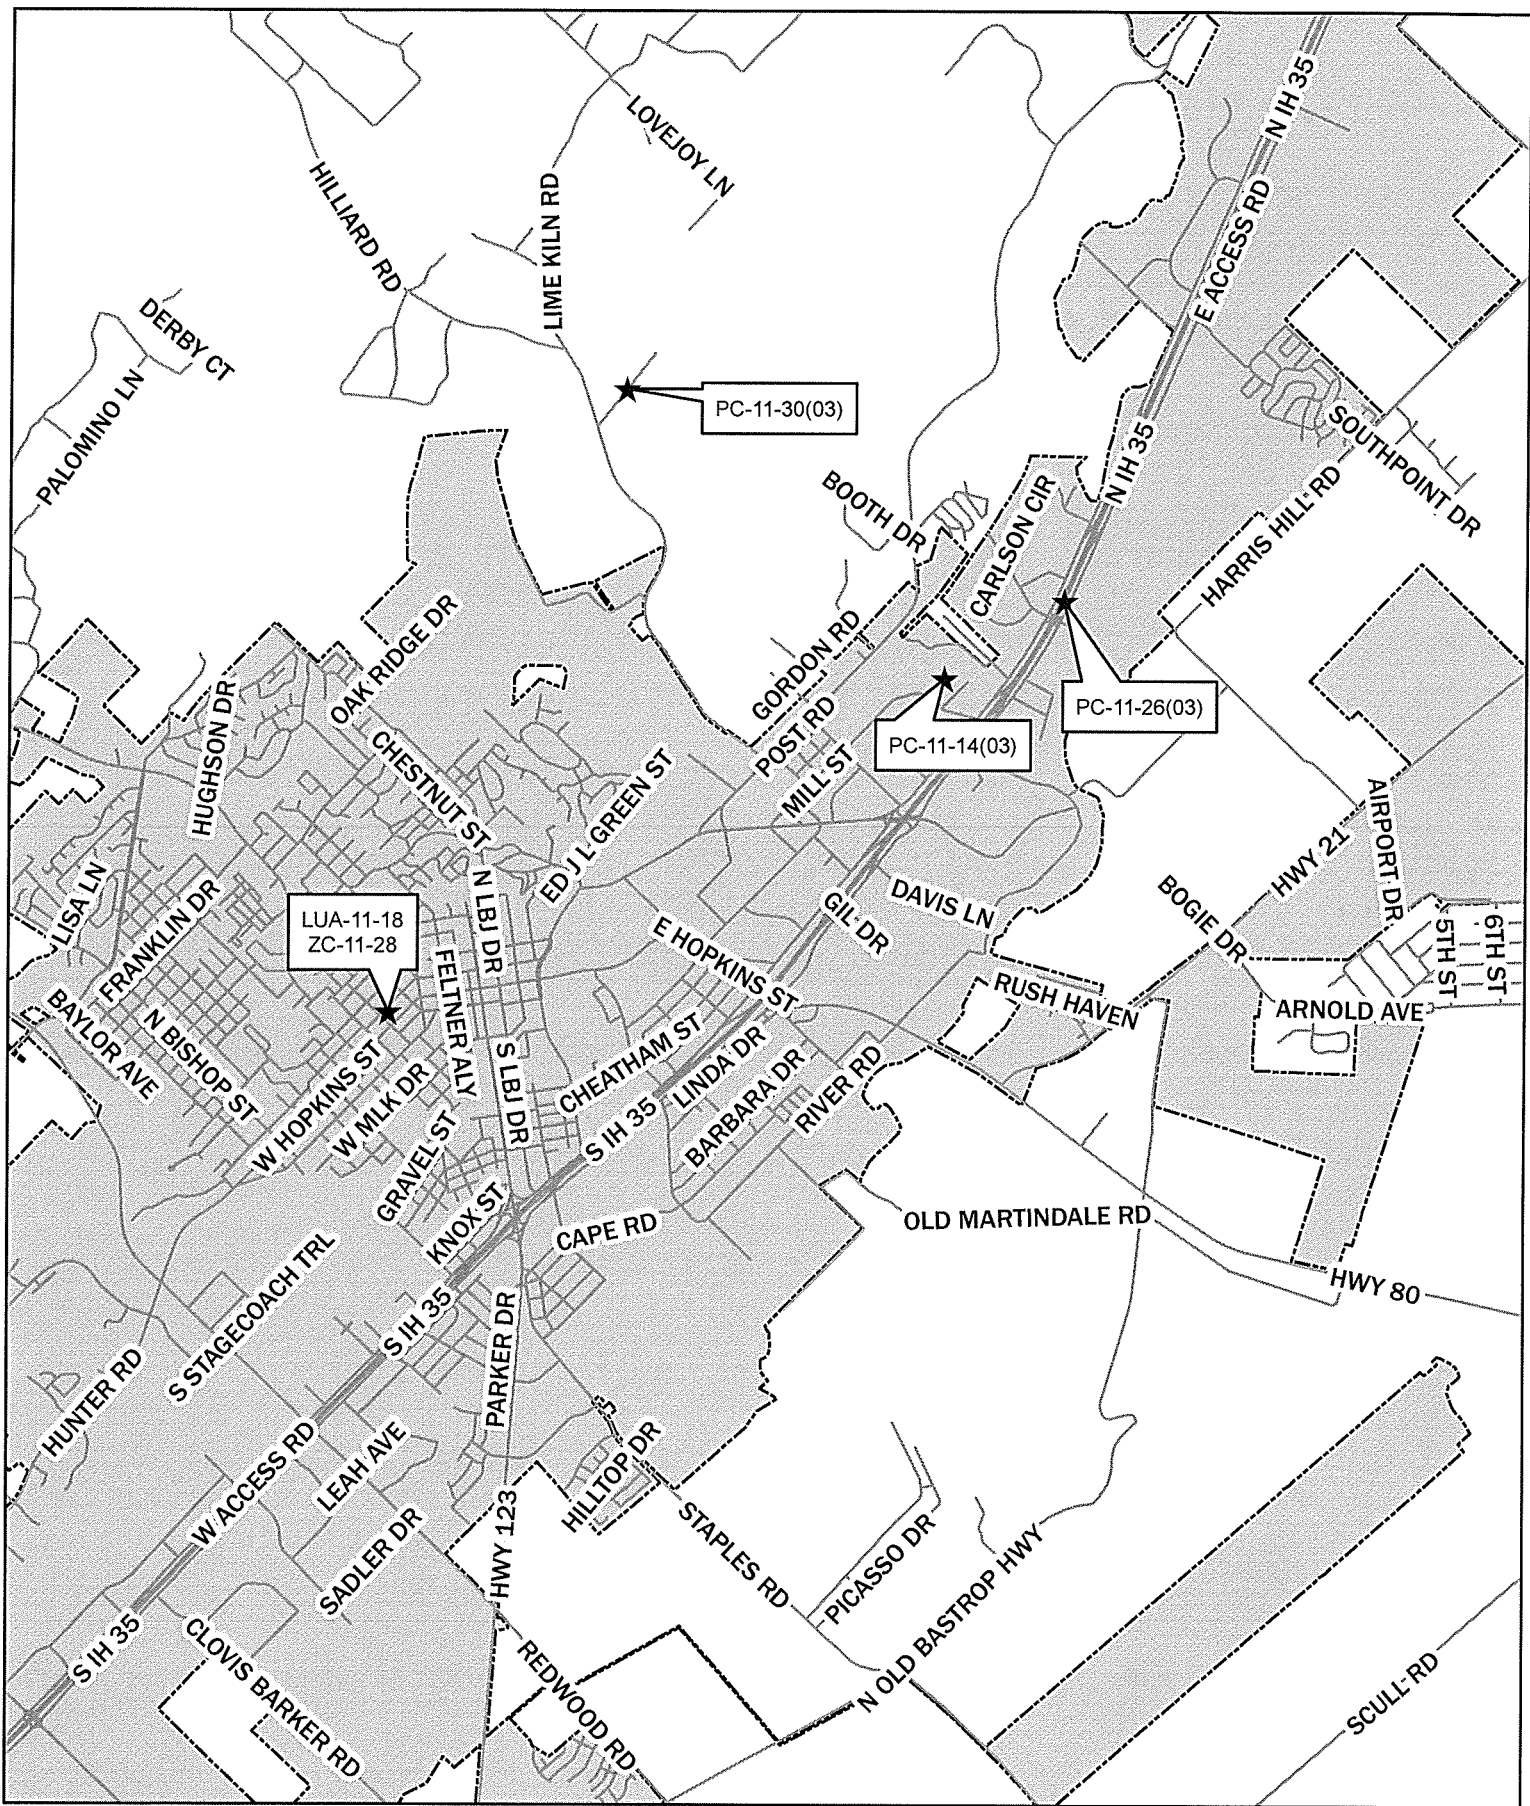 N IH 35
LOVEJOY LN
HILLIARD RD
LIME KILN RD
E ACCESS RD
DERBY CT
PALOMINO LN
PC-11-30(03)
SOUTHPOINT DR
N IH 35
BOOTH DR
CARLSON CIR
HARRIS HILL RD
OAK RIDGE DR
GORDON RD
HUGHSON DR
PC-11-26(03)
POST RD
PC-11-14(03)
CHESTNUT ST
MILL ST
ED J L GREEN ST
AIRPORT DR
HWY 21
LISA LN
FRANKLIN DR
LUA-11-18
ZC-11-28
N LBJ DR
DAVIS LN
GIL DR
BOGIE DR
E HOPKINS ST
5TH ST
6TH ST
FELTNER ALY
RUSH HAVEN
ARNOLD AVE
BAYLOR AVE
N BISHOP ST
W HOPKINS ST
W MLK DR
S LBJ DR
CHEATHAM ST
LINDA DR
BARBARA DR
RIVER RD
S IH 35
GRAVEL ST
KNOX ST
CAPE RD
OLD MARTINDALE RD
HWY 80
S STAGECOACH TRL
S IH 35
PARKER DR
HUNTER RD
W ACCESS RD
LEAH AVE
HILLTOP DR
SADLER DR
HWY 123
STAPLES RD
PICASSO DR
N OLD BASTROP HWY
S IH 35
CLOVIS BARKER RD
REDWOOD RD
SCULL RD